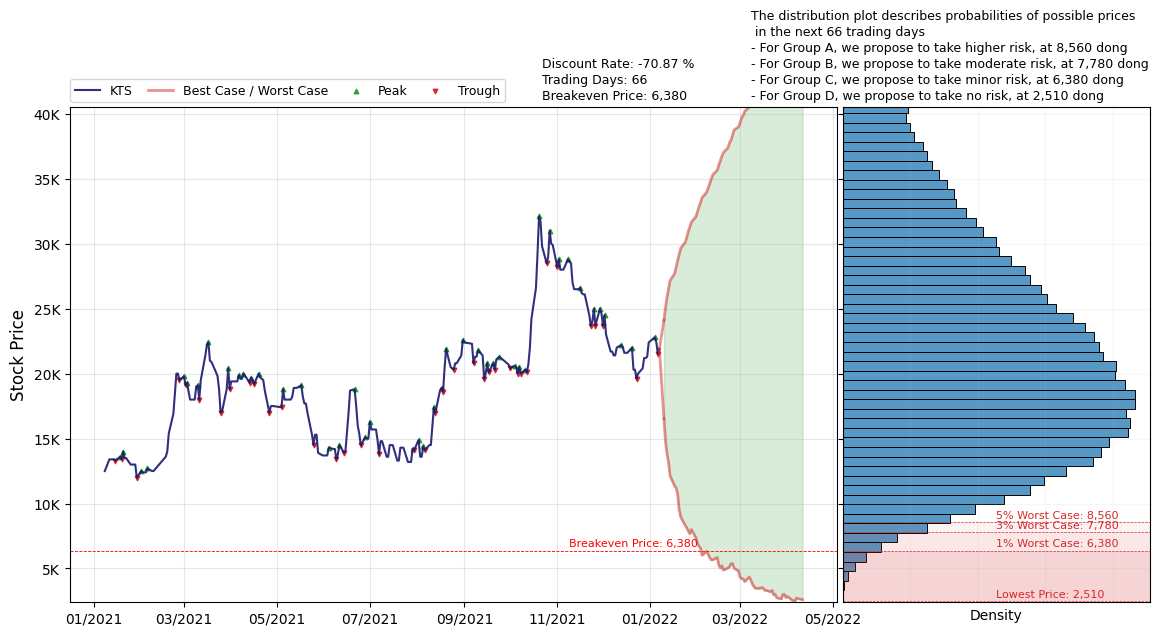 The distribution plot describes probabilities of possible prices
in the next 66 trading days
- For Group A, we propose to take higher risk, at 8,560 dong
- For Group B, we propose to take moderate risk, at 7,780 dong
- For Group C, we propose to take minor risk, at 6,380 dong
- For Group D, we propose to take no risk, at 2,510 dong
Discount Rate: -70.87 %
Trading Days: 66
Breakeven Price: 6,380
KTS Best Case / Worst Case Peak Trough
Stock Price
40K
35K
30K
25K
20K
15K
10K
5K
Breakeven Price: 6,380
5% Worst Case: 8,560
3% Worst Case: 7,780
1% Worst Case: 6,380
Lowest Price: 2,510
01/2021 03/2021 05/2021 07/2021 09/2021 11/2021 01/2022 03/2022 05/2022
Density